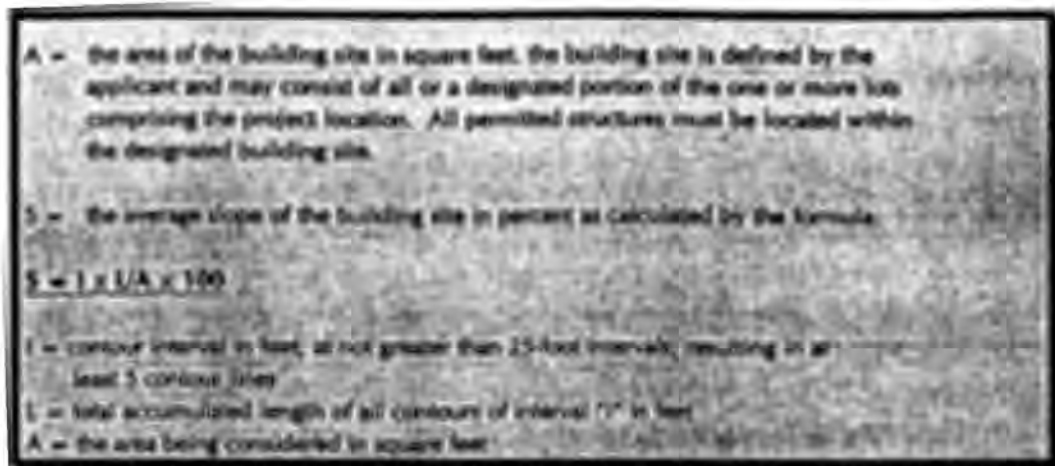 A = the area of the building site in square feet. the building site is defined by the
applicant and may consist of all or a designated portion of the one or more lots
comprising the project location. All permitted structures must be located within
the designated building site.
S = the average slope of the building site in percent as calculated by the formula:
S = I x L/A x 100
I = contour interval in feet, at not greater than 25-foot intervals, resulting in at
least 5 contour lines
L = total accumulated length of all contours of interval "I" in feet
A = the area being considered in square feet